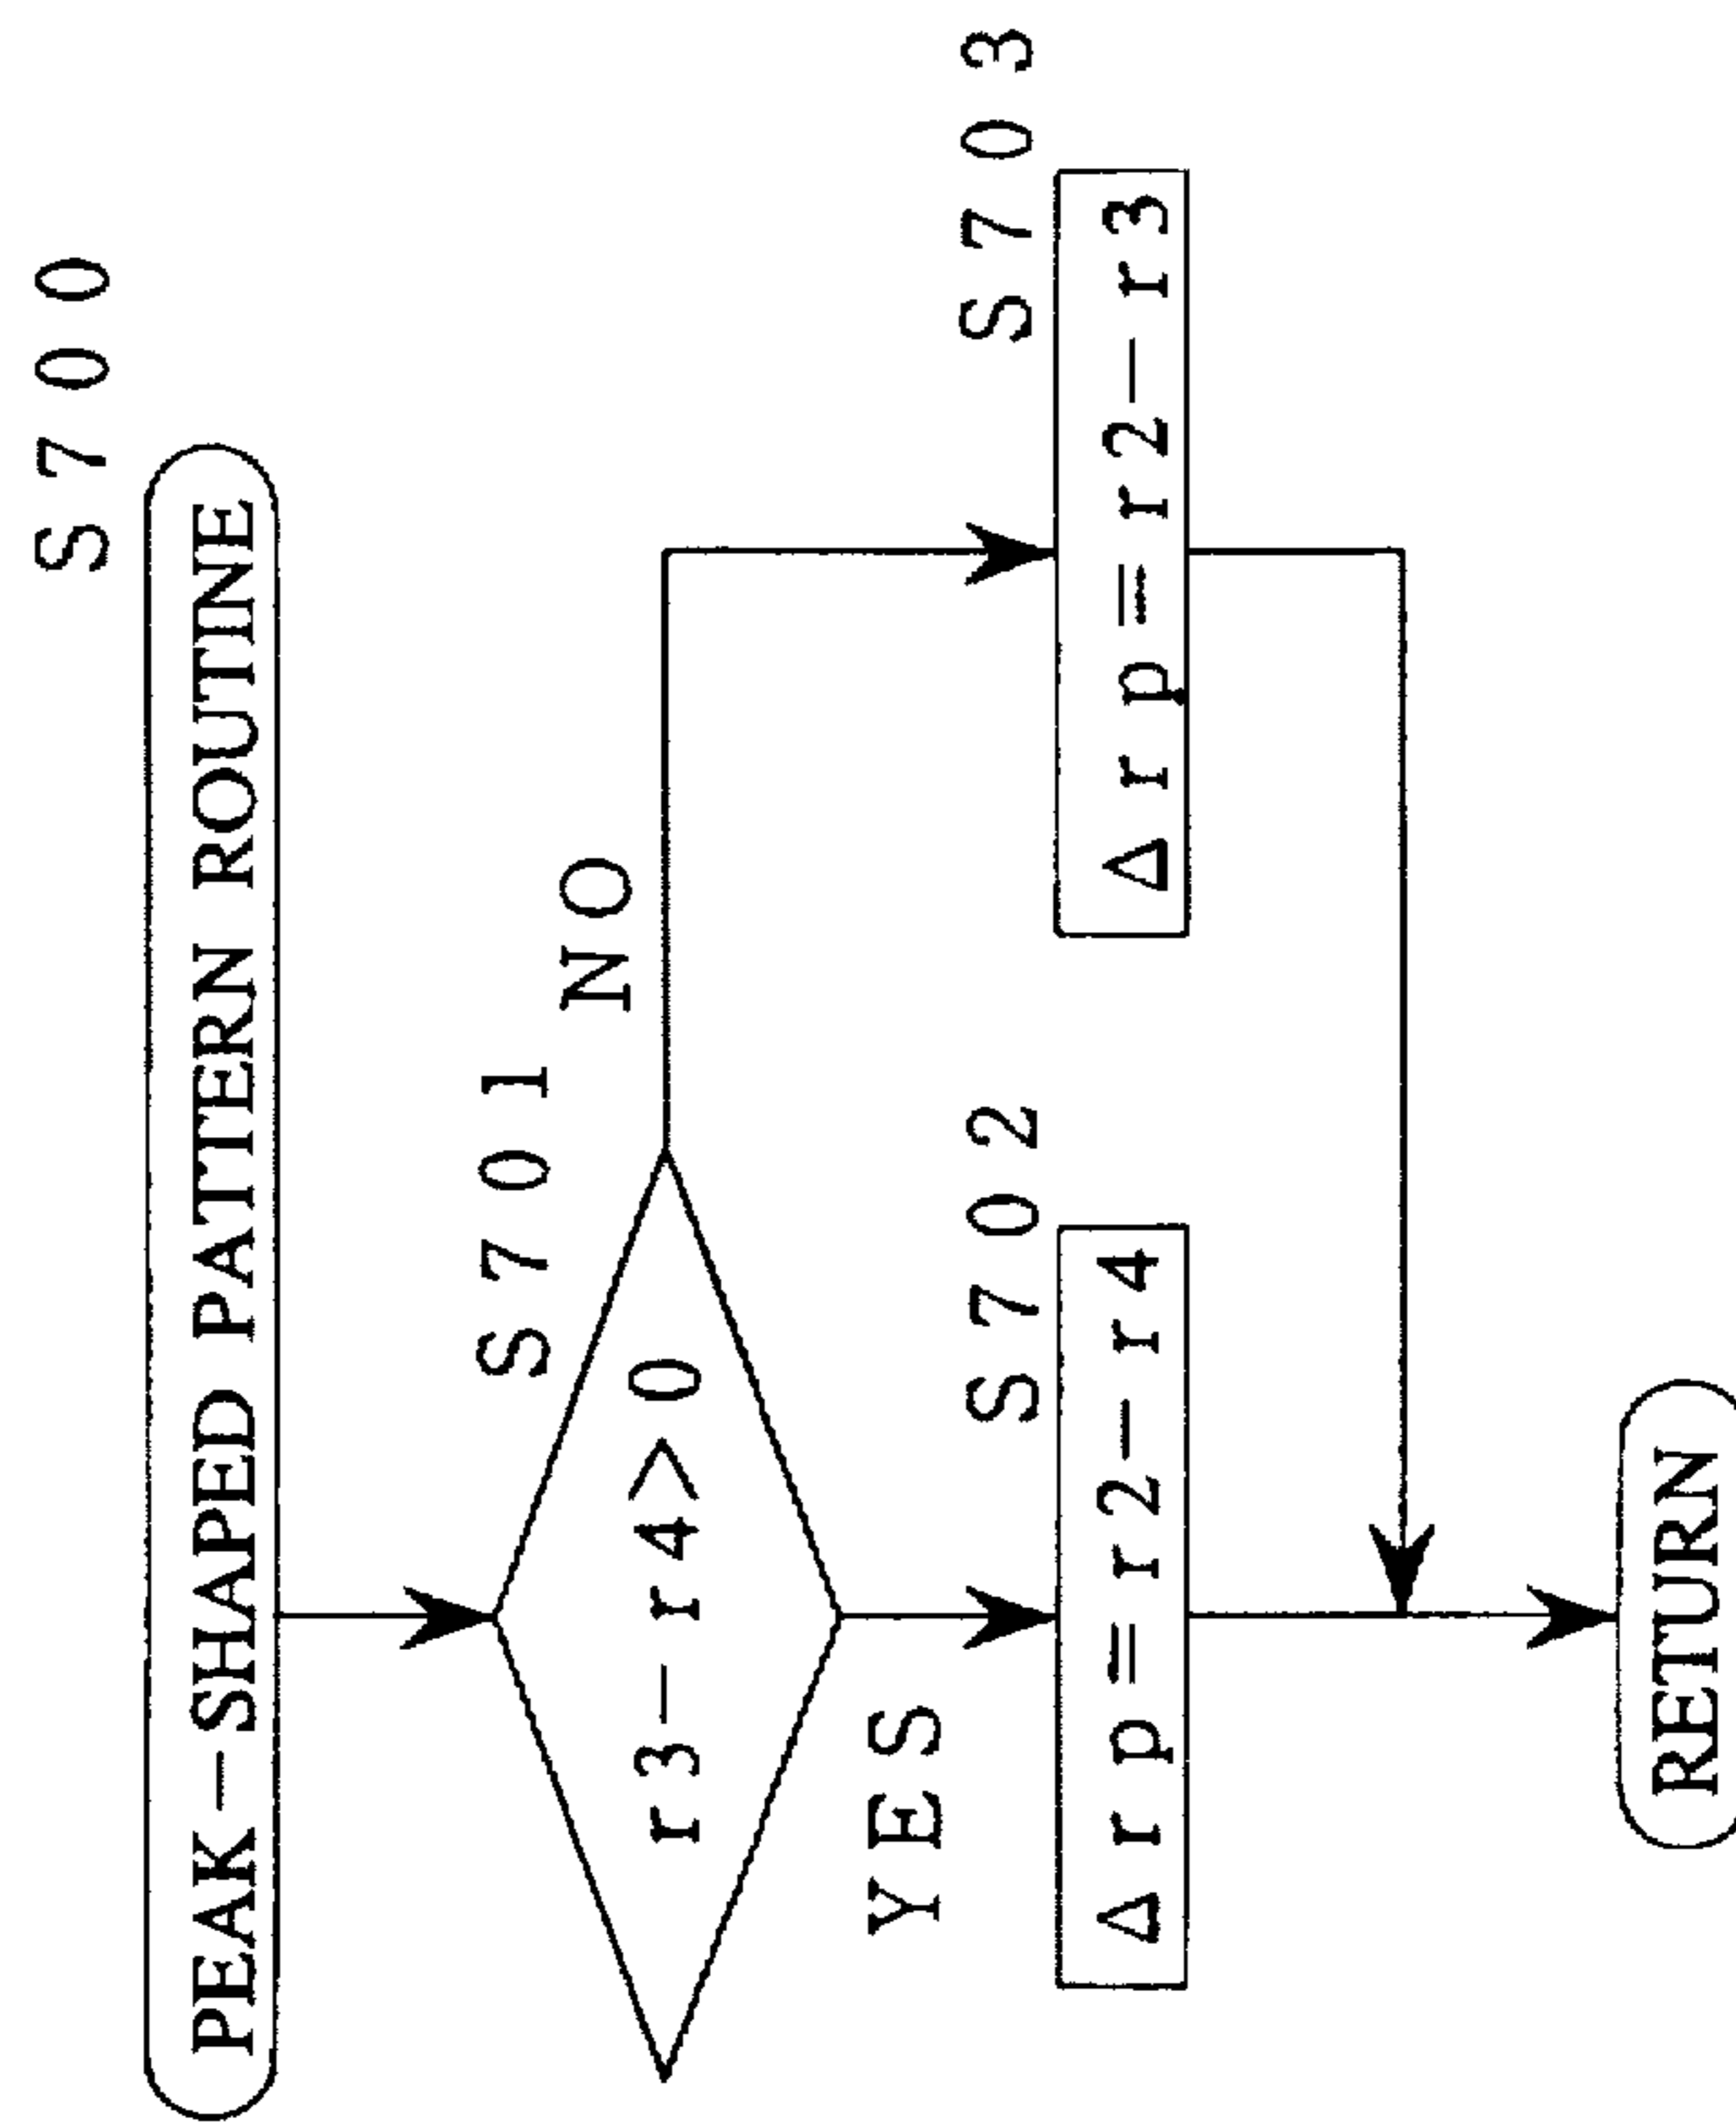 S700
PEAK-SHAPED PATTERN ROUTINE
S701
r3-r4>0
NO
YES
S702
Δrp=r2-r4
S703
Δrp=r2-r3
RETURN